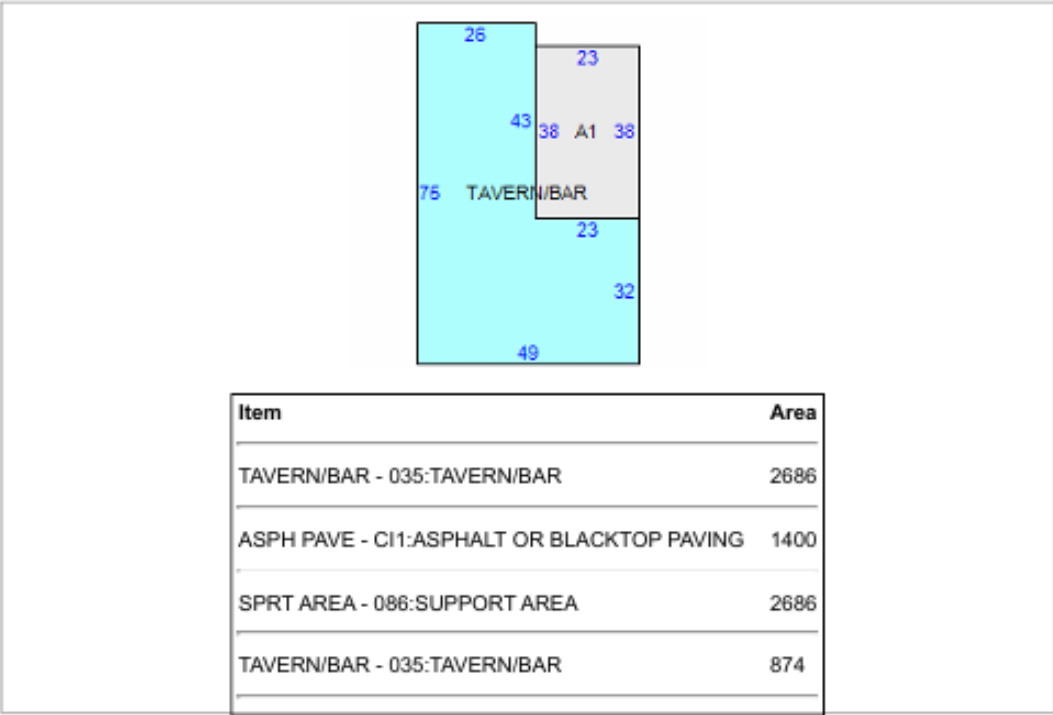 26
23
43
38 A1 38
75 TAVERN/BAR
23
32
49
Item Area
TAVERN/BAR - 035:TAVERN/BAR 2686
ASPH PAVE - CI1:ASPHALT OR BLACKTOP PAVING 1400
SPRT AREA - 086:SUPPORT AREA 2686
TAVERN/BAR - 035:TAVERN/BAR 874